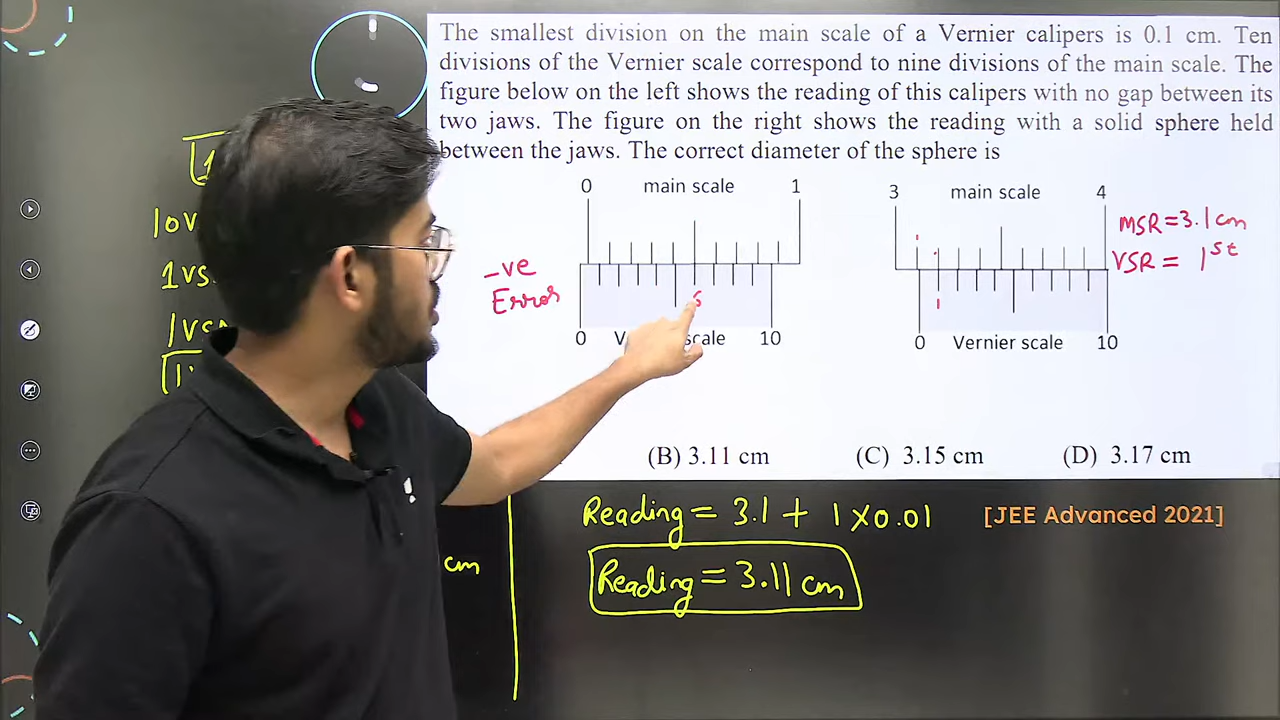 The smallest division on the main scale of a Vernier calipers is 0.1 cm. Ten
divisions of the Vernier scale correspond to nine divisions of the main scale. The
figure below on the left shows the reading of this calipers with no gap between its
two jaws. The figure on the right shows the reading with a solid sphere held
between the jaws. The correct diameter of the sphere is
0 main scale 1
3 main scale 4
MSR = 3.1 cm
VSR = 1st
-ve
Error
6
1
0 scale 10
0 Vernier scale 10
(B) 3.11 cm (C) 3.15 cm (D) 3.17 cm
Reading = 3.1 + 1 X 0.01
[JEE Advanced 2021]
Reading = 3.11 cm
cm